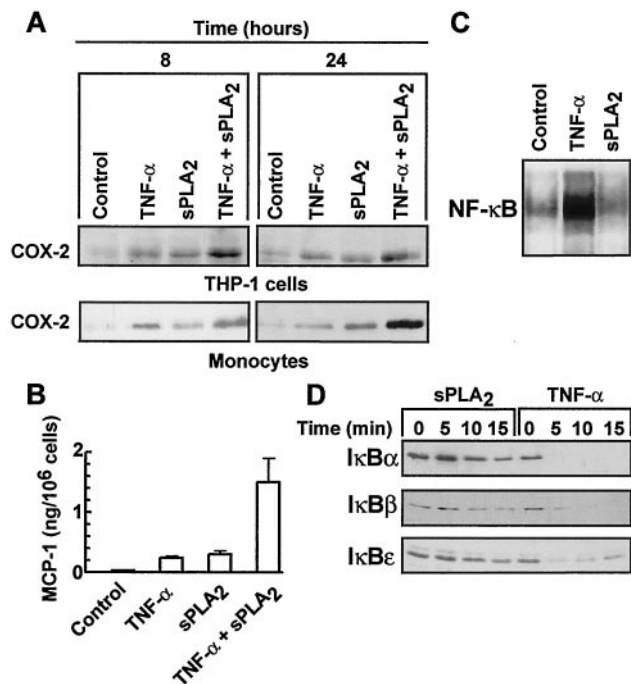 A
Time (hours)
8
24
Control
TNF-α
sPLA₂
TNF-α + sPLA₂
Control
TNF-α
sPLA₂
TNF-α + sPLA₂
COX-2
THP-1 cells
COX-2
Monocytes
B
MCP-1 (ng/10⁶ cells)
2
1
0
Control
TNF-α
sPLA₂
TNF-α + sPLA₂
C
Control
TNF-α
sPLA₂
NF-κB
D
sPLA₂ TNF-α
Time (min) 0 5 10 15 0 5 10 15
IκBα
IκBβ
IκBε